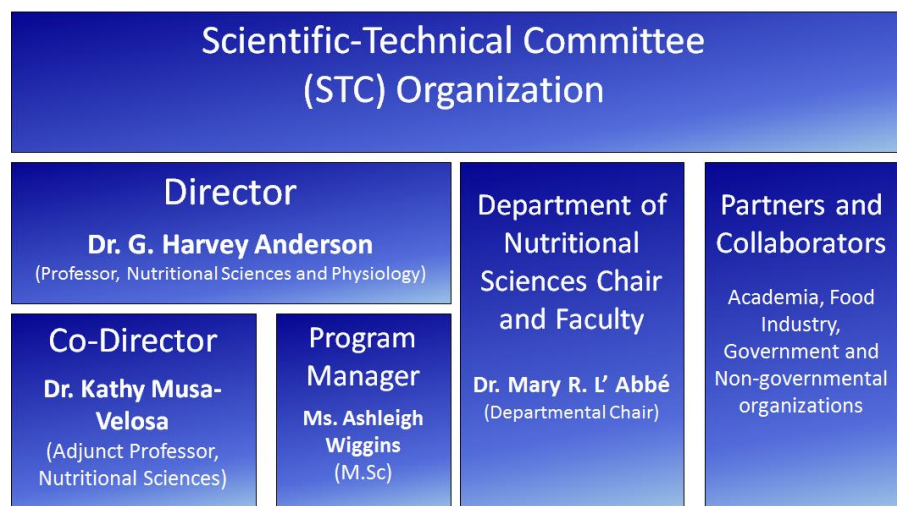 Scientific-Technical Committee
(STC) Organization
Director
Dr. G. Harvey Anderson
(Professor, Nutritional Sciences and Physiology)
Co-Director
Dr. Kathy Musa-
Velosa
(Adjunct Professor,
Nutritional Sciences)
Program
Manager
Ms. Ashleigh
Wiggins
(M.Sc)
Department of
Nutritional
Sciences Chair
and Faculty
Dr. Mary R. L’ Abbé
(Departmental Chair)
Partners and
Collaborators
Academia, Food
Industry,
Government and
Non-governmental
organizations